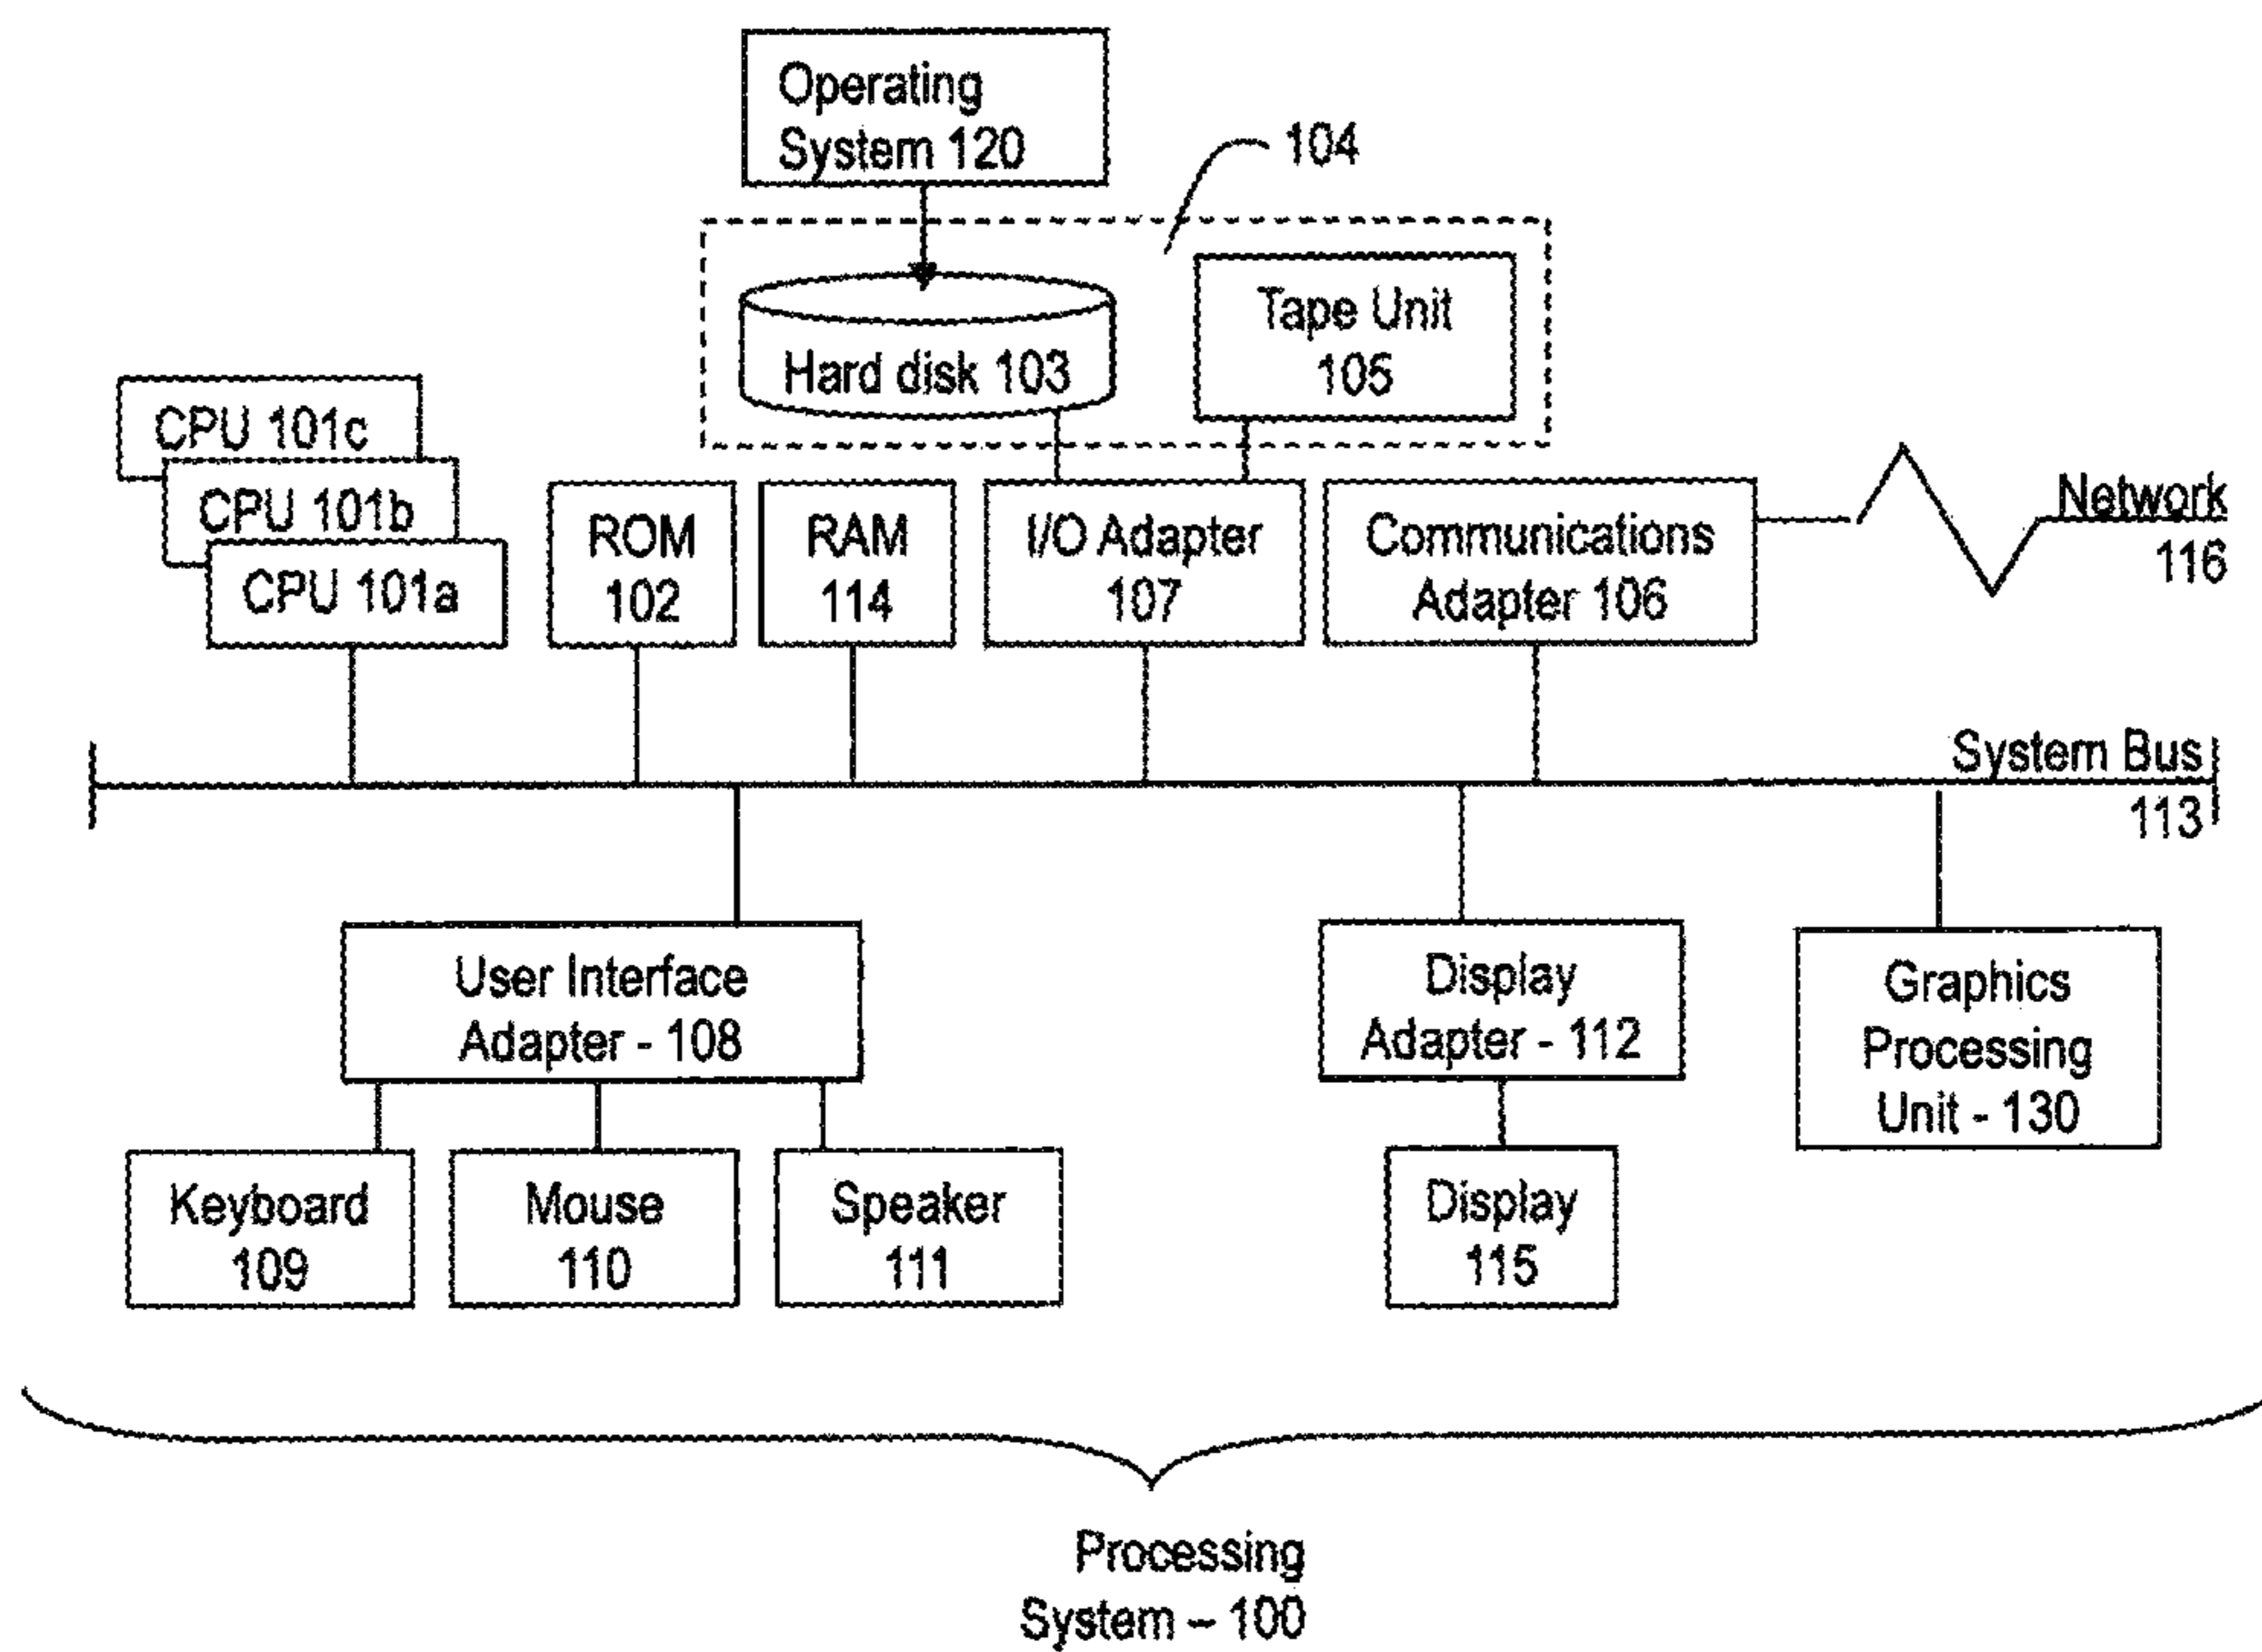 Operating
System 120
104
Hard disk 103
Tape Unit
105
CPU 101c
CPU 101b
CPU 101a
ROM
102
RAM
114
I/O Adapter
107
Communications
Adapter 106
Network
116
System Bus
113
User Interface
Adapter - 108
Display
Adapter - 112
Graphics
Processing
Unit - 130
Keyboard
109
Mouse
110
Speaker
111
Display
115
Processing
System – 100